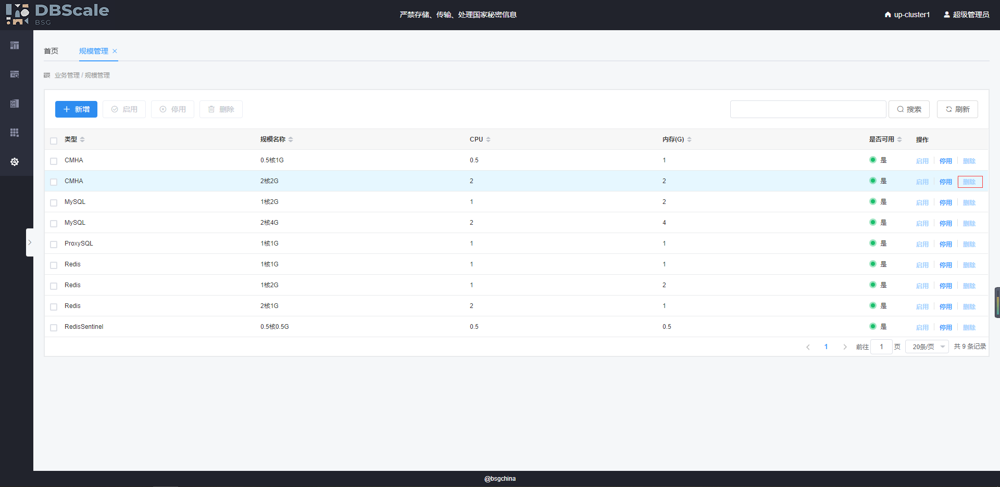 DBScale
BSG
严禁存储、传输、处理国家秘密信息
up-cluster1
超级管理员
首页
规模管理
业务管理 / 规模管理
新增
启用
停用
删除
搜索
刷新
类型 规模名称 CPU 内存(G) 是否可用 操作
CMHA 0.5核1G 0.5 1 是 启用 停用 删除
CMHA 2核2G 2 2 是 启用 停用 删除
MySQL 1核2G 1 2 是 启用 停用 删除
MySQL 2核4G 2 4 是 启用 停用 删除
ProxySQL 1核1G 1 1 是 启用 停用 删除
Redis 1核1G 1 1 是 启用 停用 删除
Redis 1核2G 1 2 是 启用 停用 删除
Redis 2核1G 2 1 是 启用 停用 删除
RedisSentinel 0.5核0.5G 0.5 0.5 是 启用 停用 删除
1 前往 1 页 20条/页 共 9 条记录
@bsgchina